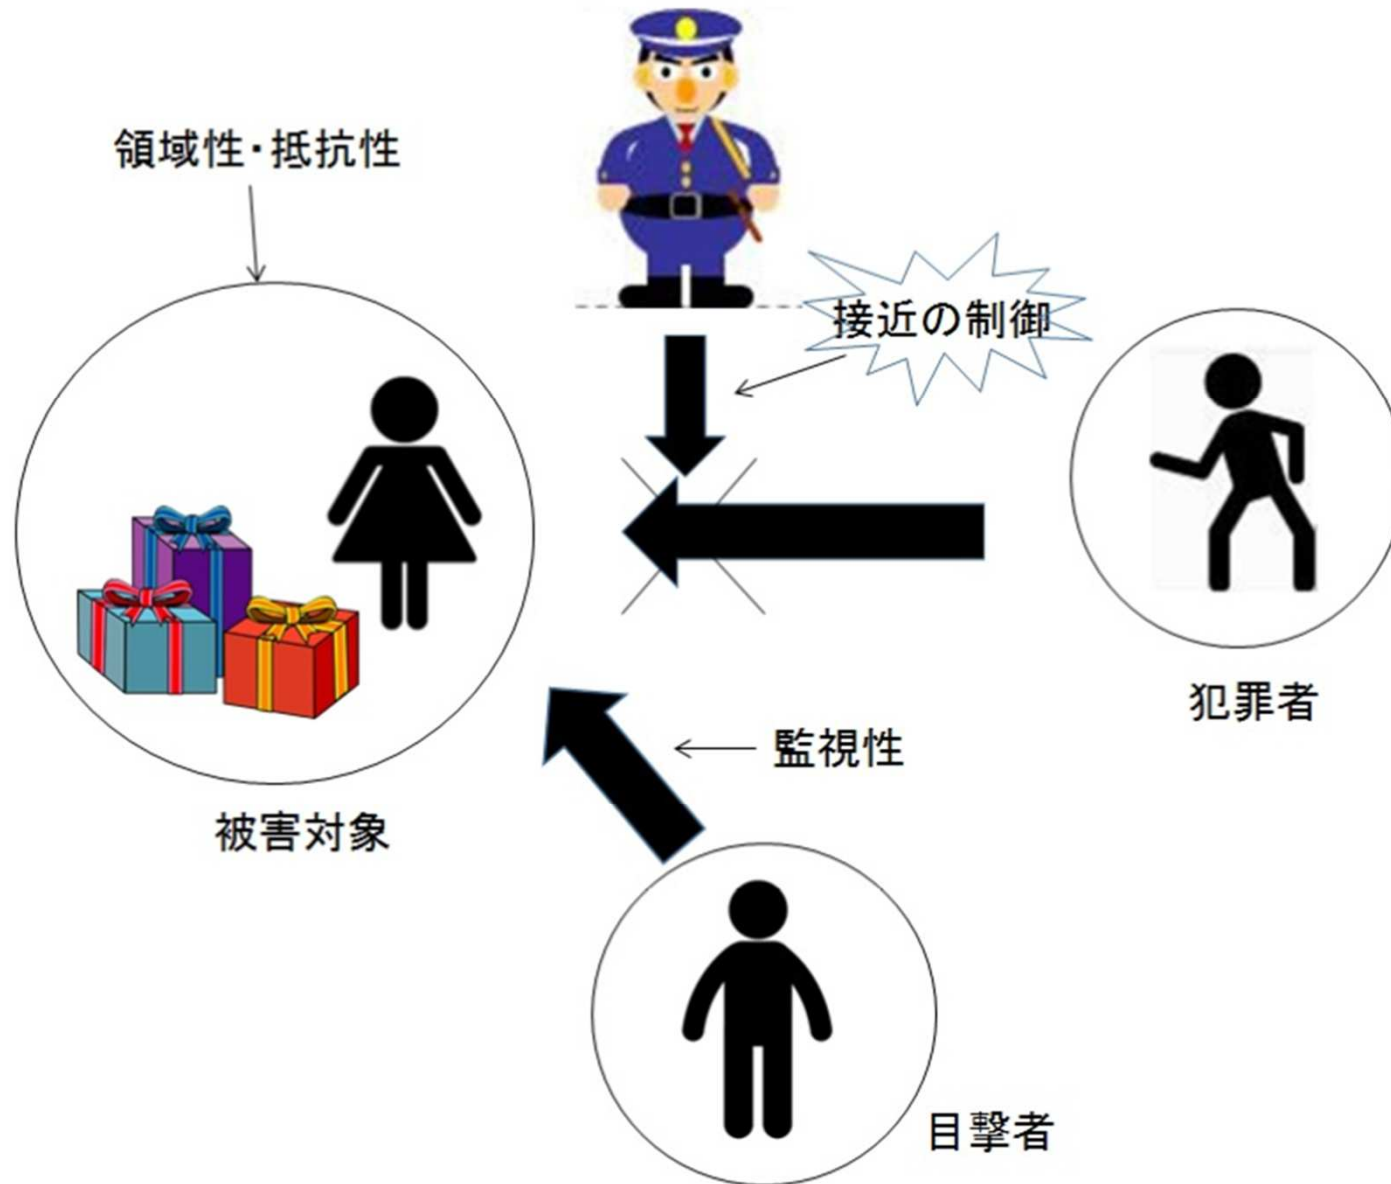 領域性・抵抗性
接近の制御
犯罪者
監視性
被害対象
目撃者